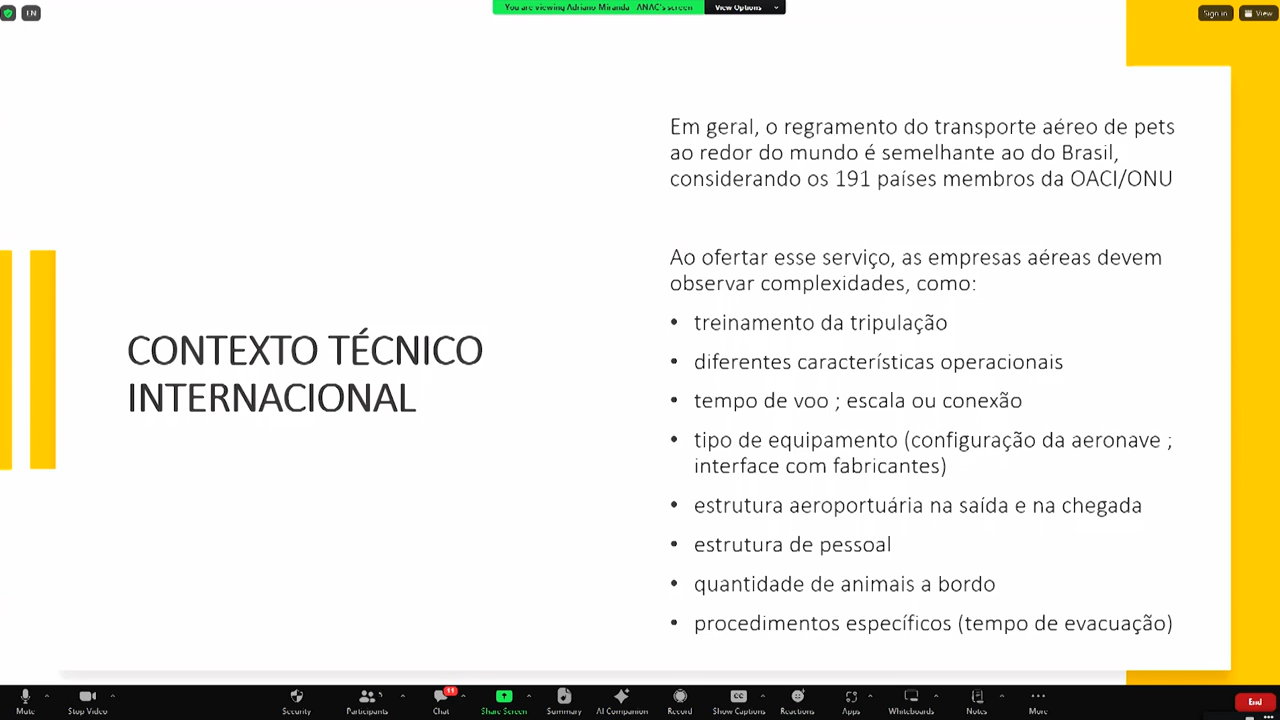 IN
You are viewing Adriano Miranda - ANAC's screen
View Options
Sign in
View
Em geral, o regramento do transporte aéreo de pets
ao redor do mundo é semelhante ao do Brasil,
considerando os 191 países membros da OACI/ONU
CONTEXTO TÉCNICO
INTERNACIONAL
Ao ofertar esse serviço, as empresas aéreas devem
observar complexidades, como:
• treinamento da tripulação
• diferentes características operacionais
• tempo de voo ; escala ou conexão
• tipo de equipamento (configuração da aeronave ;
interface com fabricantes)
• estrutura aeroportuária na saída e na chegada
• estrutura de pessoal
• quantidade de animais a bordo
• procedimentos específicos (tempo de evacuação)
Mute
Stop Video
Security
Participants
11
Chat
Share Screen
Summary
AI Companion
Record
CC
Show Captions
Reactions
Apps
Whiteboards
Notes
More
End